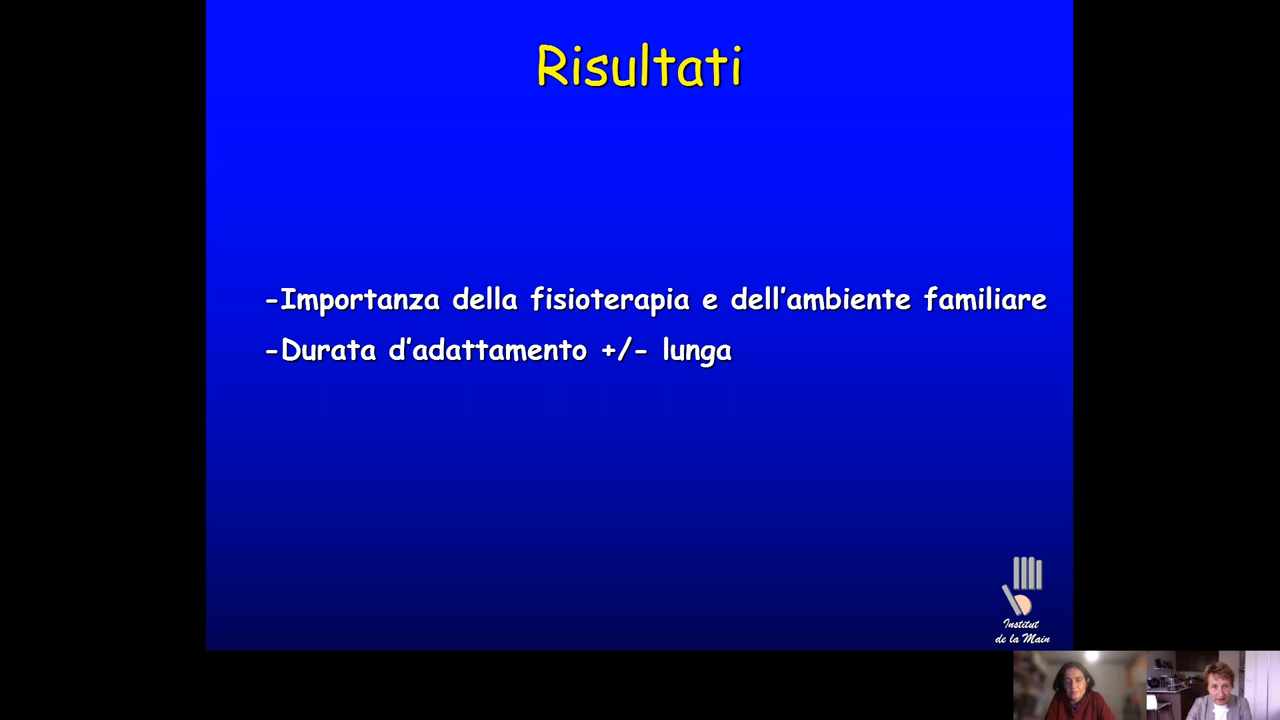 Risultati
-Importanza della fisioterapia e dell'ambiente familiare
-Durata d'adattamento +/- lunga
Institut
de la Main